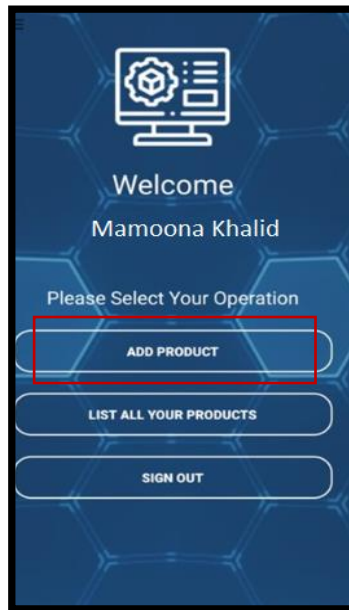 Welcome
Mamoona Khalid
Please Select Your Operation
ADD PRODUCT
LIST ALL YOUR PRODUCTS
SIGN OUT